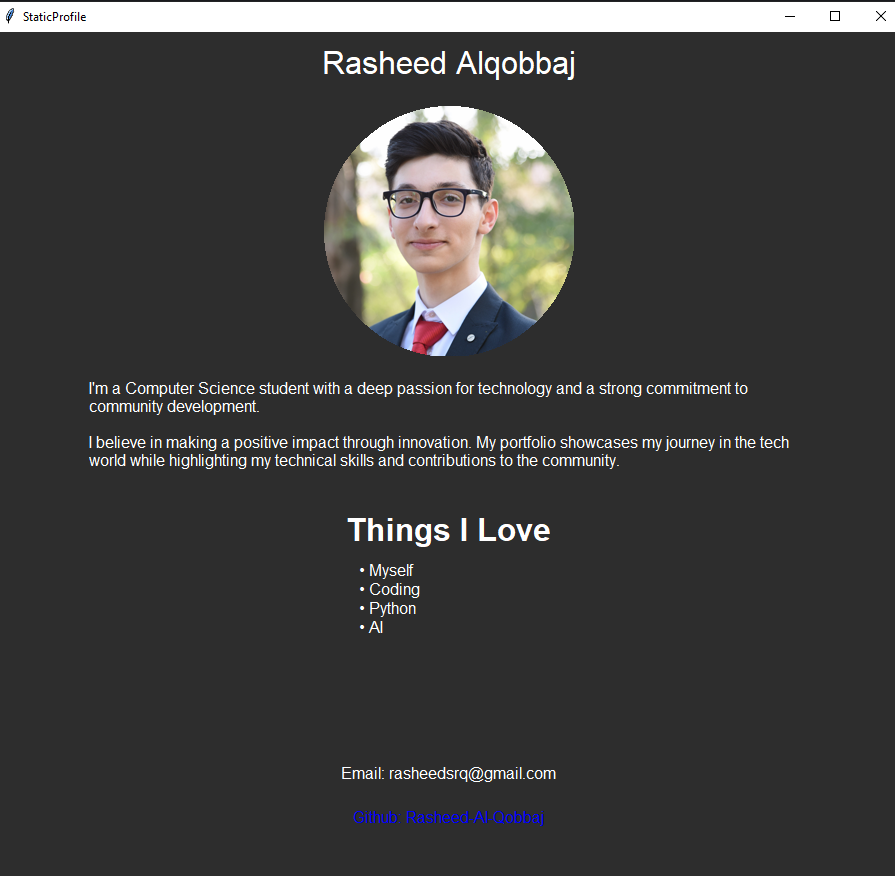 StaticProfile
Rasheed Alqobbaj
I'm a Computer Science student with a deep passion for technology and a strong commitment to
community development.
I believe in making a positive impact through innovation. My portfolio showcases my journey in the tech
world while highlighting my technical skills and contributions to the community.
Things I Love
• Myself
• Coding
• Python
• AI
Email: rasheedsrq@gmail.com
Github: Rasheed-Al-Qobbaj